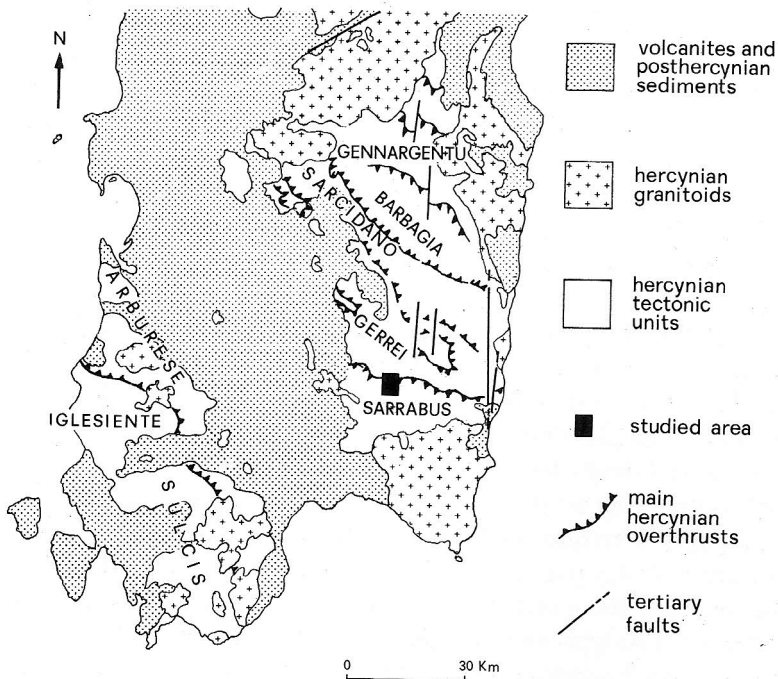 N
volcanites and
posthercynian
sediments
hercynian
granitoids
hercynian
tectonic
units
studied area
main
hercynian
overthrusts
tertiary
faults
GENNARGENTU
SARCIDANO
BARBAGIA
ARBURESE
GERREI
SARRABUS
IGLESIENTE
SULCIS
0 30 Km